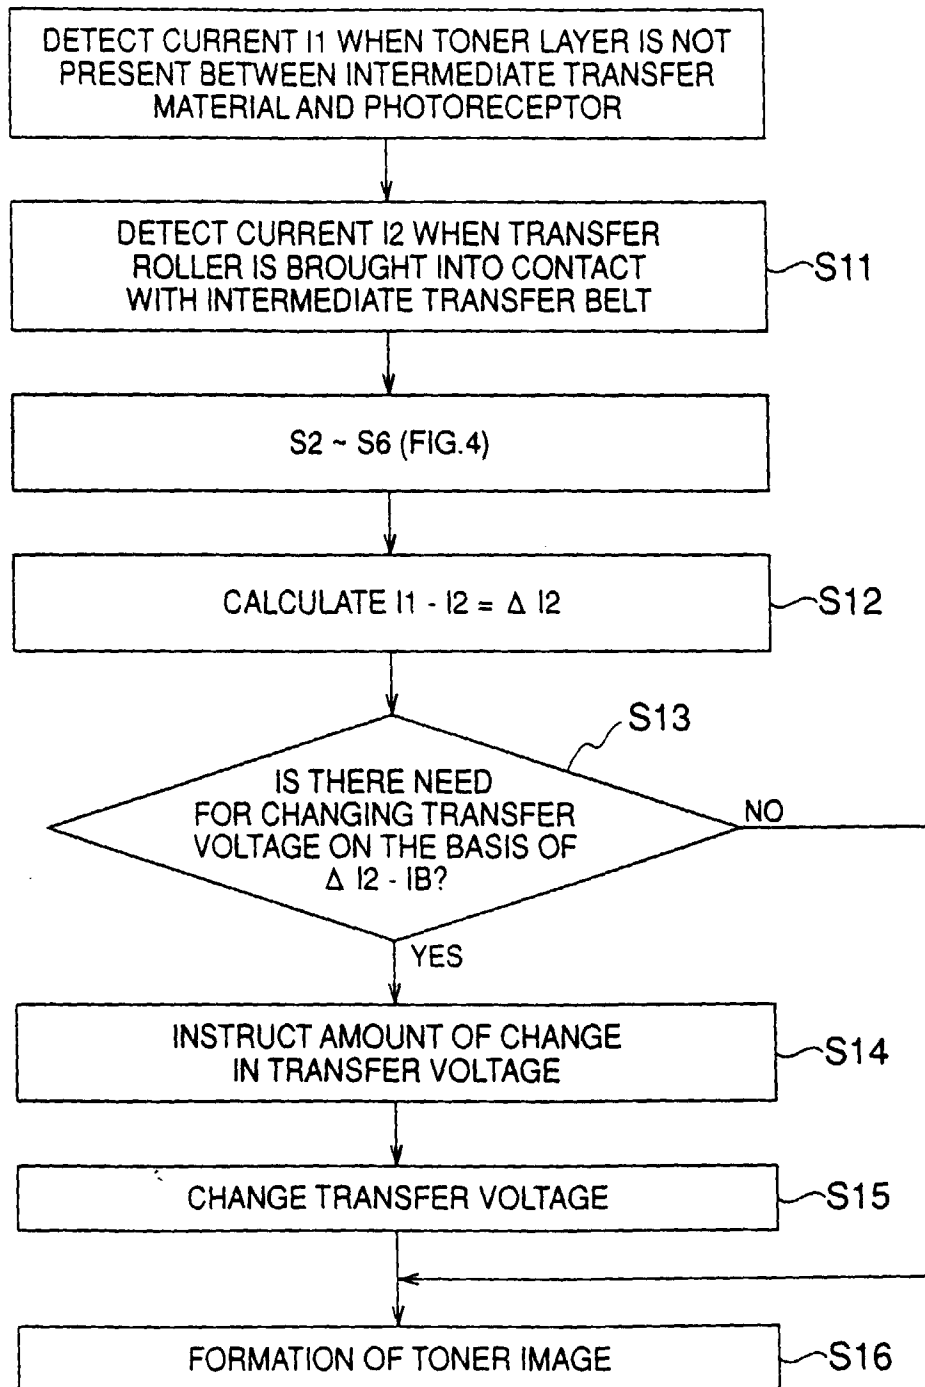 DETECT CURRENT I1 WHEN TONER LAYER IS NOT
PRESENT BETWEEN INTERMEDIATE TRANSFER
MATERIAL AND PHOTORECEPTOR
DETECT CURRENT I2 WHEN TRANSFER
ROLLER IS BROUGHT INTO CONTACT
WITH INTERMEDIATE TRANSFER BELT
S11
S2 ~ S6 (FIG.4)
CALCULATE I1 - I2 = Δ I2
S12
S13
IS THERE NEED
FOR CHANGING TRANSFER
VOLTAGE ON THE BASIS OF
Δ I2 - IB?
NO
YES
INSTRUCT AMOUNT OF CHANGE
IN TRANSFER VOLTAGE
S14
CHANGE TRANSFER VOLTAGE
S15
FORMATION OF TONER IMAGE
S16